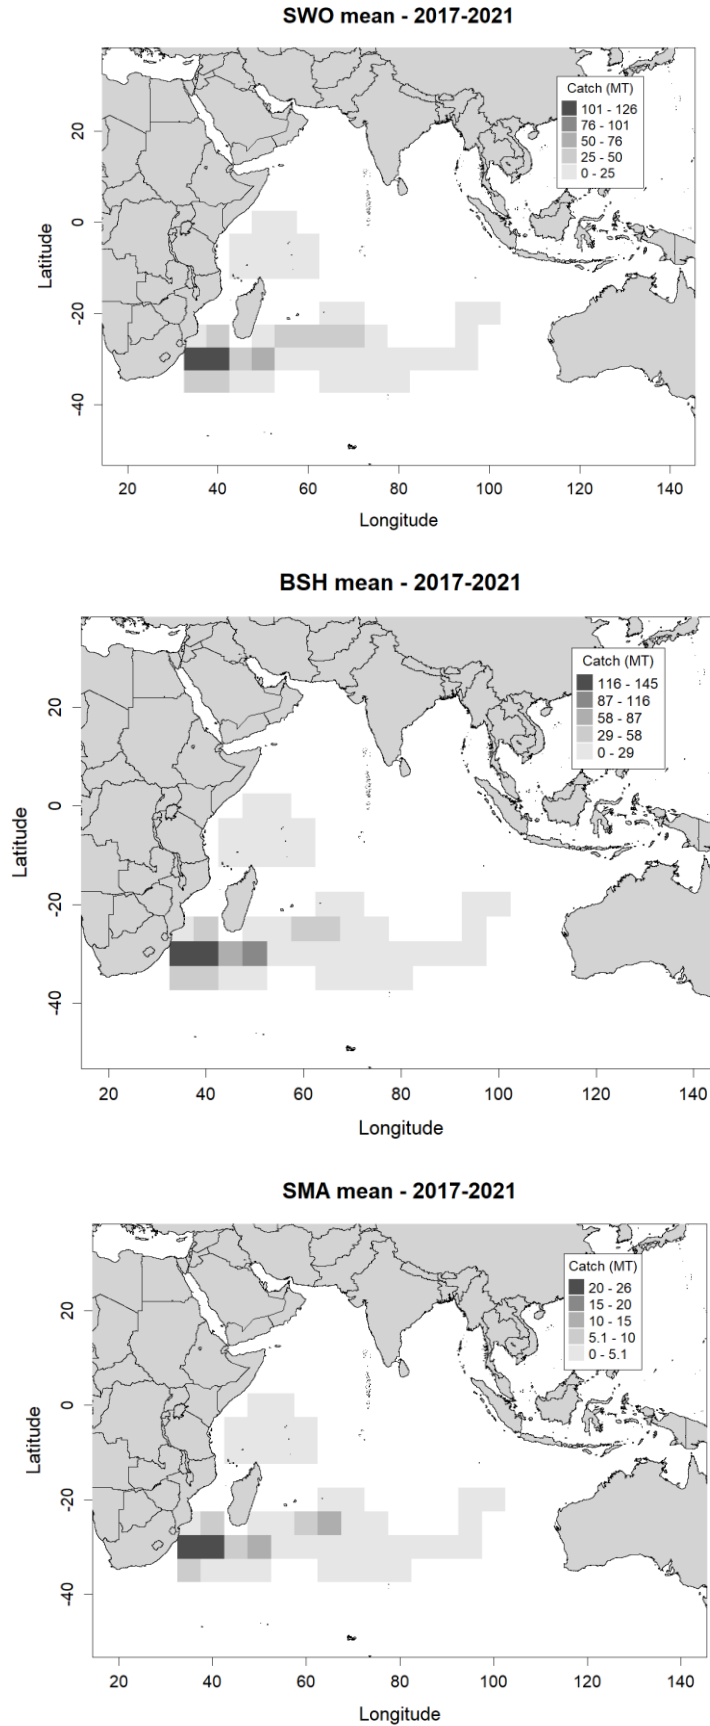 SWO mean - 2017-2021
Catch (MT)
101 - 126
76 - 101
50 - 76
25 - 50
0 - 25
20
0
-20
-40
Latitude
20 40 60 80 100 120 140
Longitude
BSH mean - 2017-2021
Catch (MT)
116 - 145
87 - 116
58 - 87
29 - 58
0 - 29
20
0
-20
-40
Latitude
20 40 60 80 100 120 140
Longitude
SMA mean - 2017-2021
Catch (MT)
20 - 26
15 - 20
10 - 15
5.1 - 10
0 - 5.1
20
0
-20
-40
Latitude
20 40 60 80 100 120 140
Longitude